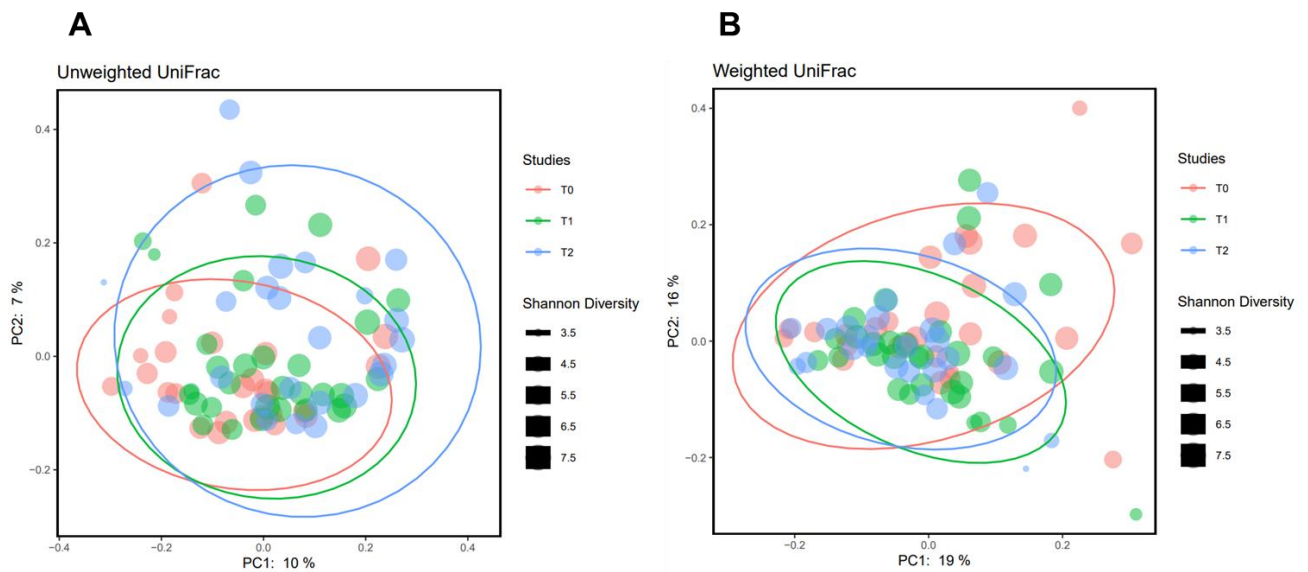 A
B
Unweighted UniFrac
0.4
0.2
0.0
−0.2
−0.4
−0.2
0.0
0.2
0.4
PC2: 7 %
PC1: 10 %
Studies
T0
T1
T2
Shannon Diversity
3.5
4.5
5.5
6.5
7.5
Weighted UniFrac
0.4
0.2
0.0
−0.2
−0.2
0.0
0.2
PC2: 16 %
PC1: 19 %
Studies
T0
T1
T2
Shannon Diversity
3.5
4.5
5.5
6.5
7.5